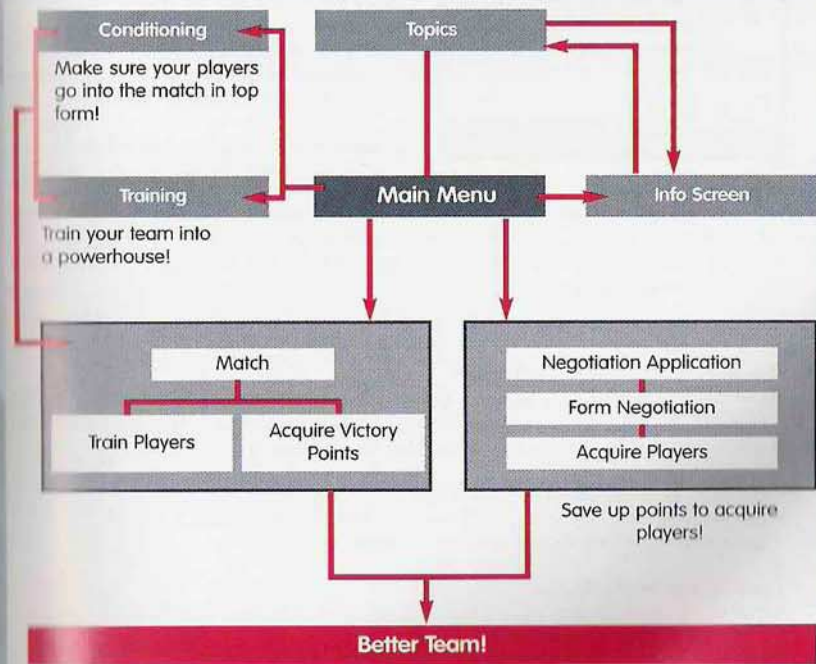 Conditioning
Topics
Make sure your players
go into the match in top
form!
Training
Main Menu
Info Screen
Train your team into
a powerhouse!
Match
Train Players
Acquire Victory
Points
Negotiation Application
Form Negotiation
Acquire Players
Save up points to acquire
players!
Better Team!